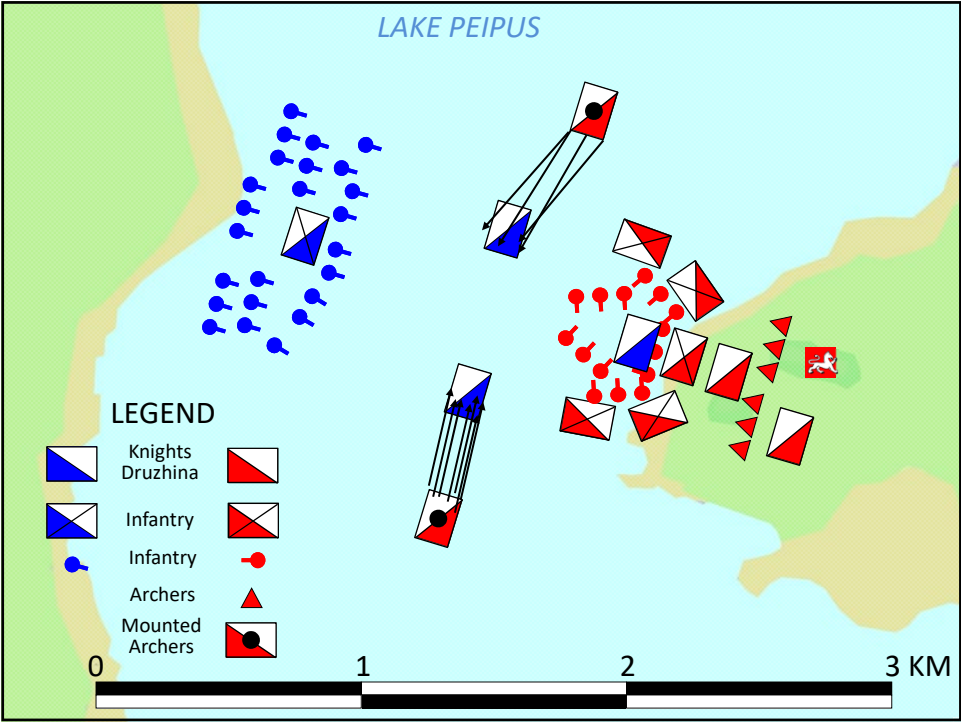 LAKE PEIPUS
LEGEND
Knights
Druzhina
Infantry
Infantry
Archers
Mounted
Archers
0 1 2 3 KM